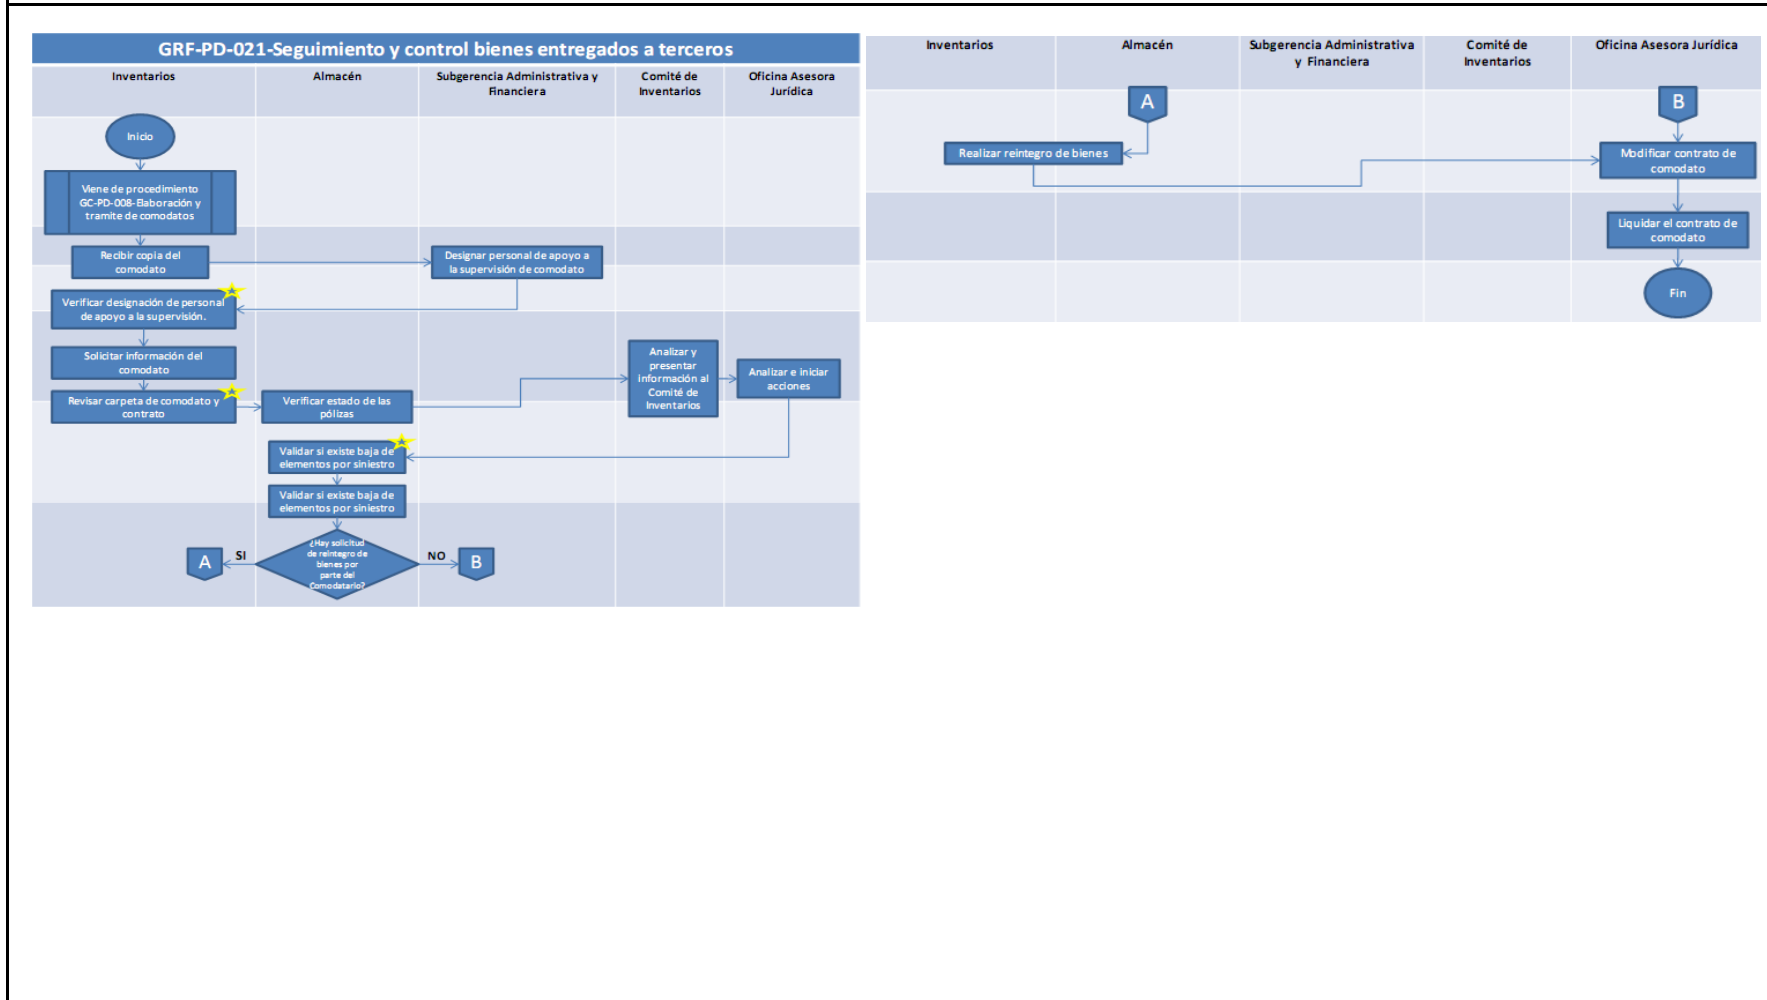 GRF-PD-021-Seguimiento y control bienes entregados a terceros
Inventarios
Almacén
Subgerencia Administrativa y
Financiera
Comité de
Inventarios
Oficina Asesora
Jurídica
Inicio
Viene de procedimiento
GC-PD-008-Elaboración y
tramite de comodatos
Recibir copia del
comodato
Designar personal de apoyo a
la supervisión de comodato
Verificar designación de personal
de apoyo a la supervisión.
Solicitar información del
comodato
Revisar carpeta de comodato y
contrato
Verificar estado de las
pólizas
Analizar y
presentar
información al
Comité de
Inventarios
Analizar e iniciar
acciones
Validar si existe baja de
elementos por siniestro
Validar si existe baja de
elementos por siniestro
¿Hay solicitud
de reintegro de
bienes por
parte del
Comodatario?
SI
A
NO
B
Inventarios
Almacén
Subgerencia Administrativa
y Financiera
Comité de
Inventarios
Oficina Asesora Jurídica
A
B
Realizar reintegro de bienes
Modificar contrato de
comodato
Liquidar el contrato de
comodato
Fin